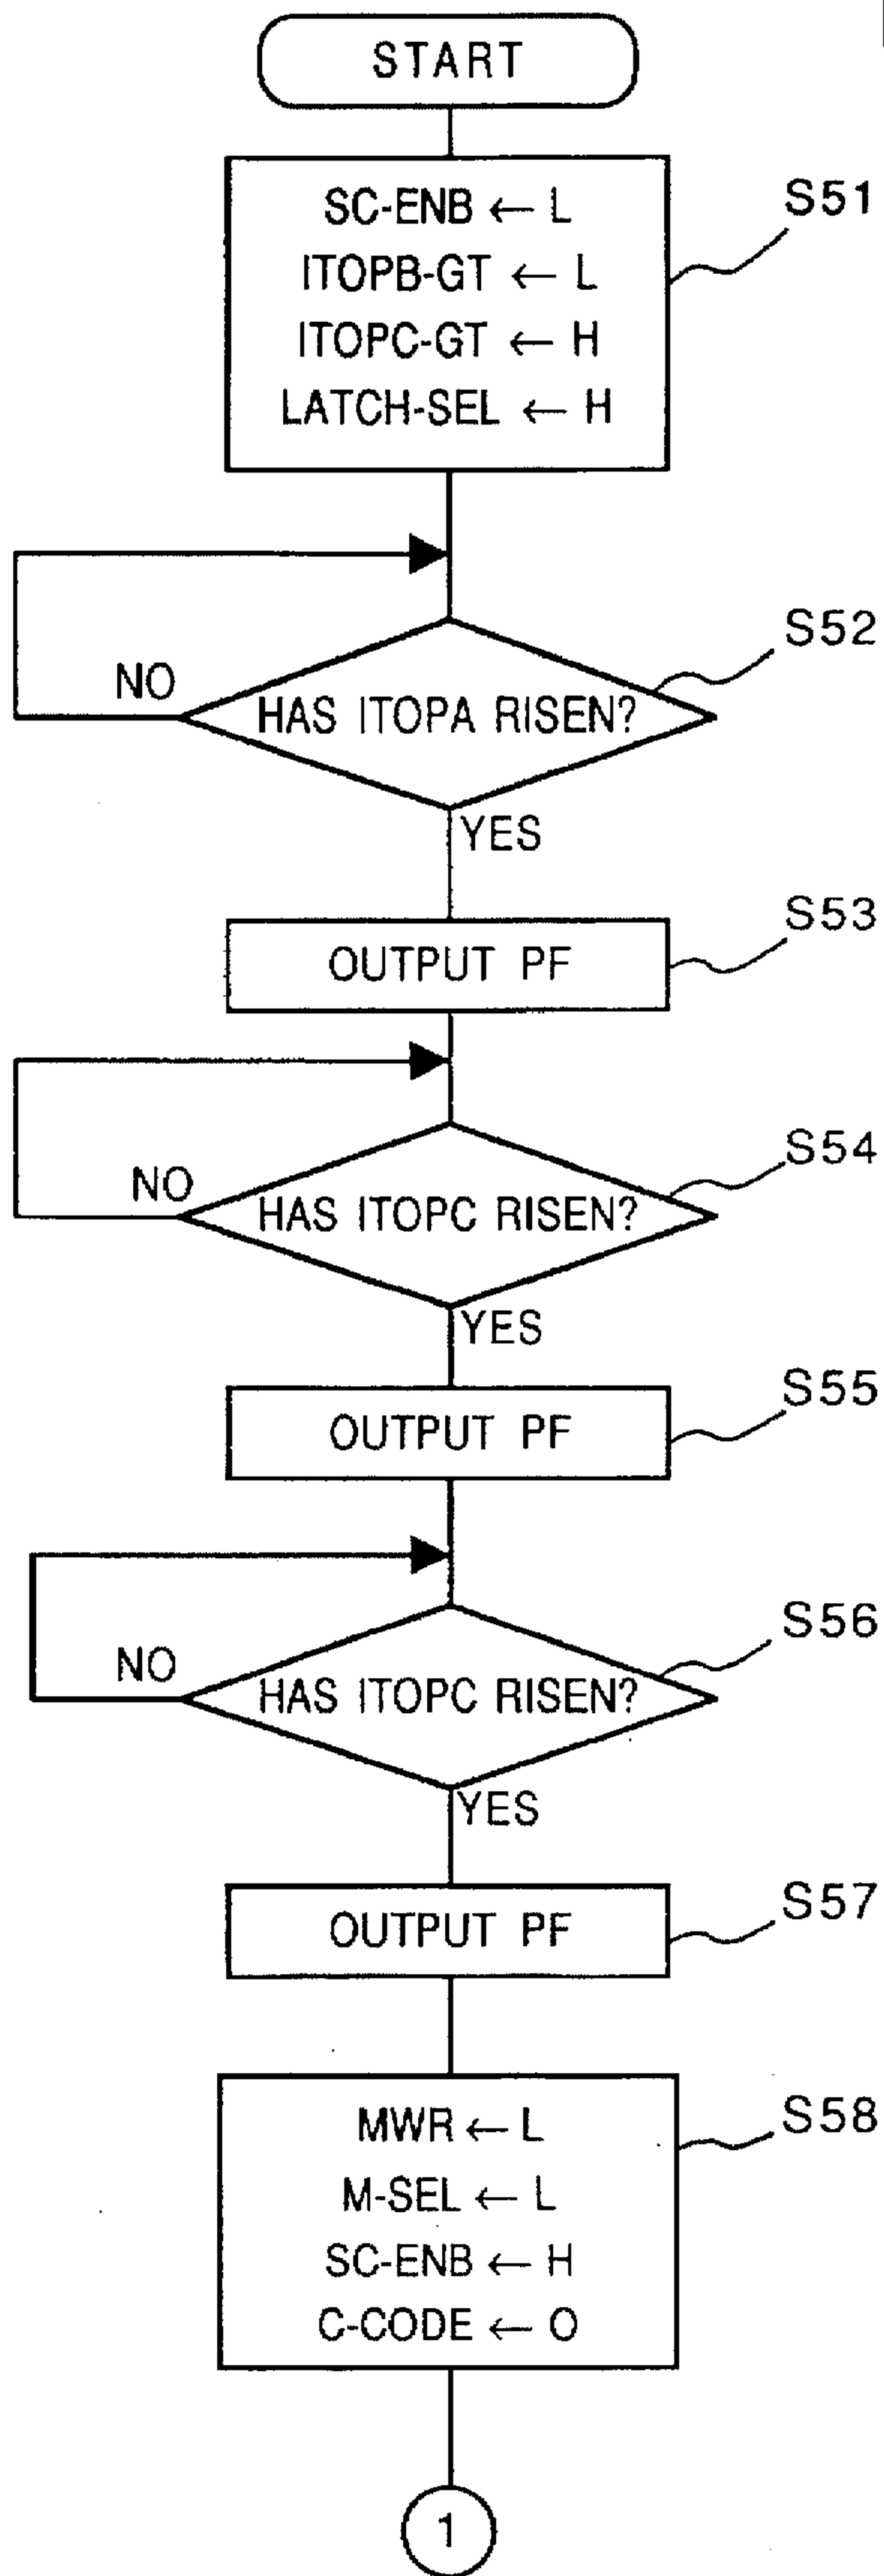 START
SC-ENB ← L
ITOPB-GT ← L
ITOPC-GT ← H
LATCH-SEL ← H
S51
HAS ITOPA RISEN?
S52
NO
YES
OUTPUT PF
S53
HAS ITOPC RISEN?
S54
NO
YES
OUTPUT PF
S55
HAS ITOPC RISEN?
S56
NO
YES
OUTPUT PF
S57
MWR ← L
M-SEL ← L
SC-ENB ← H
C-CODE ← O
S58
1